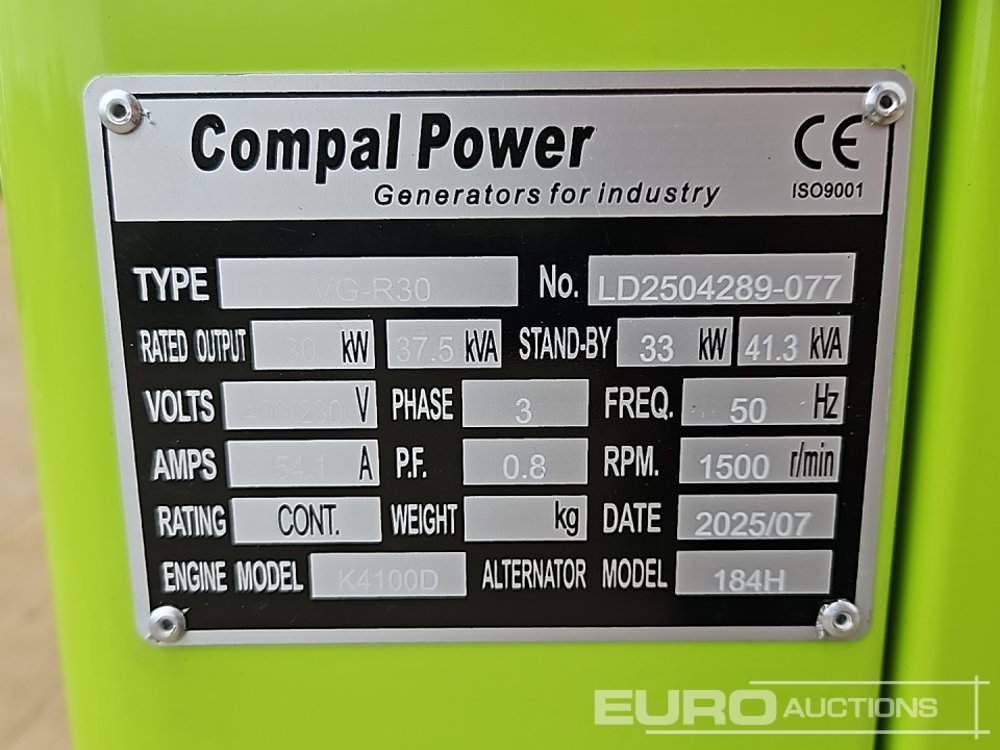 Compal Power
CE
Generators for industry
ISO9001
TYPE VG-R30 No. LD2504289-077
RATED OUTPUT 30 kW 37.5 kVA STAND-BY 33 kW 41.3 kVA
VOLTS 400/230 V PHASE 3 FREQ. 50 Hz
AMPS 54.1 A P.F. 0.8 RPM. 1500 r/min
RATING CONT. WEIGHT kg DATE 2025/07
ENGINE MODEL K4100D ALTERNATOR MODEL 184H
EURO AUCTIONS